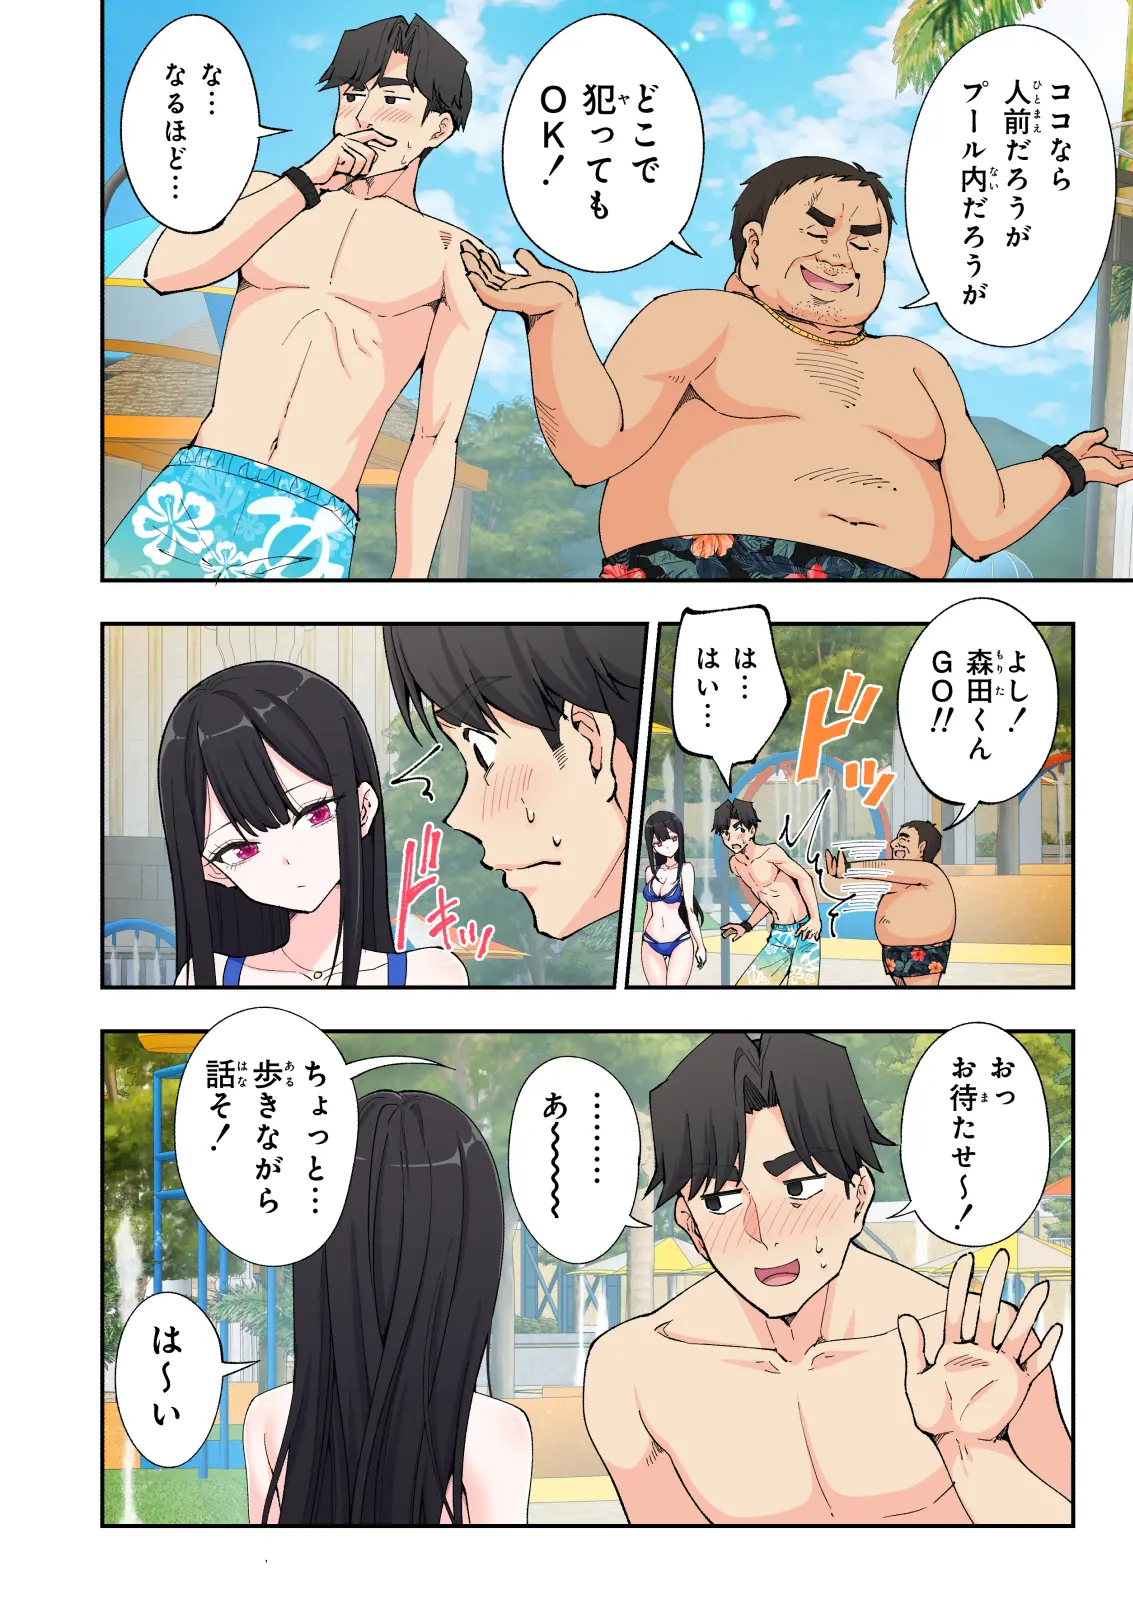 ココなら
人前だろうが
プール内だろうが
どこで
犯っても
OK!
な…
なるほど…
よし!
森田くん
GO!!
は…
はい…
ドッ
ドキッ
おっ
お待たせ~!
………
あ~~~~
ちょっと…
歩きながら
話そ!
は~い